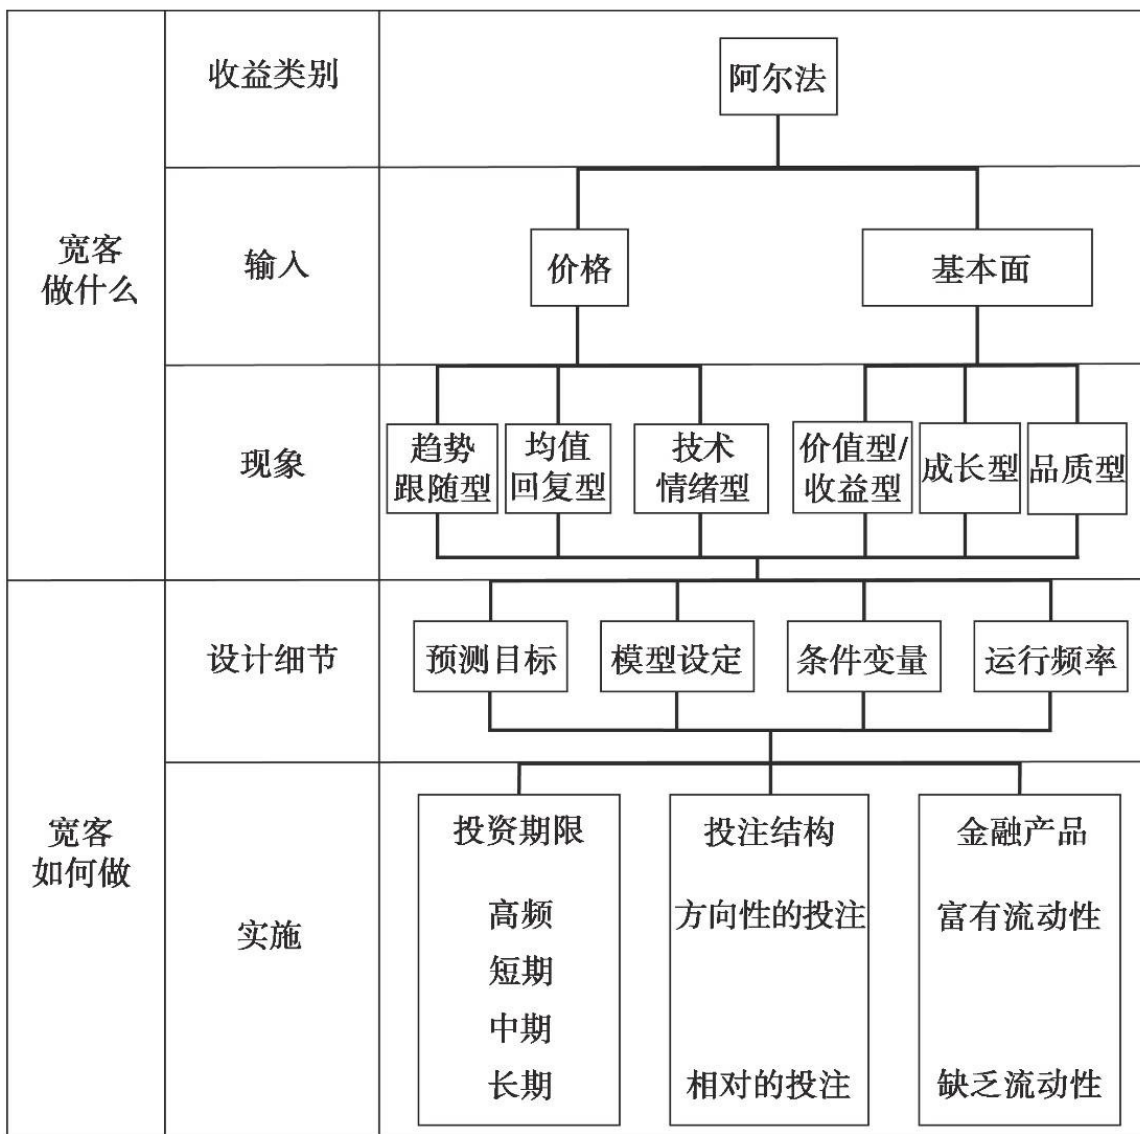 收益类别
阿尔法
宽客
做什么
输入
价格
基本面
现象
趋势
跟随型
均值
回复型
技术
情绪型
价值型/
收益型
成长型
品质型
设计细节
预测目标
模型设定
条件变量
运行频率
宽客
如何做
实施
投资期限
高频
短期
中期
长期
投注结构
方向性的投注
相对的投注
金融产品
富有流动性
缺乏流动性